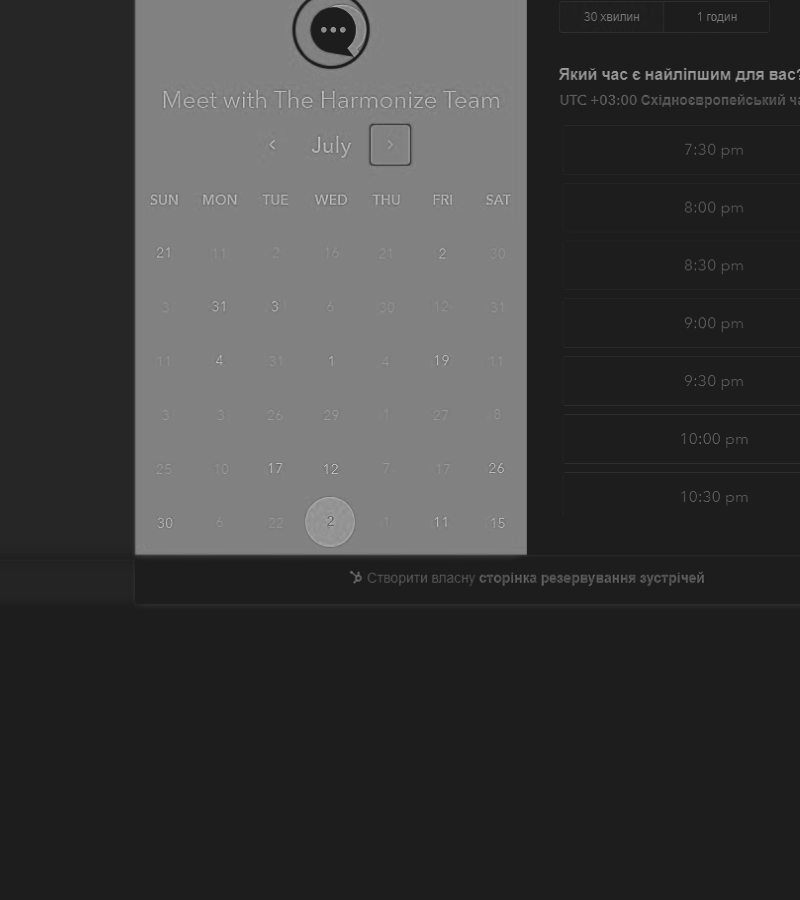 30 хвилин 1 годин
Meet with The Harmonize Team
July
SUN MON TUE WED THU FRI SAT
21 11 2 16 21 2 30
3 31 3 6 30 12 31
11 4 31 1 4 19 11
3 3 26 29 1 27 8
25 10 17 12 7 17 26
30 6 22 2 1 11 15
Який час є найліпшим для вас?
UTC +03:00 Східноєвропейський
7:30 pm
8:00 pm
8:30 pm
9:00 pm
9:30 pm
10:00 pm
10:30 pm
Створити власну сторінка резервування зустрічей